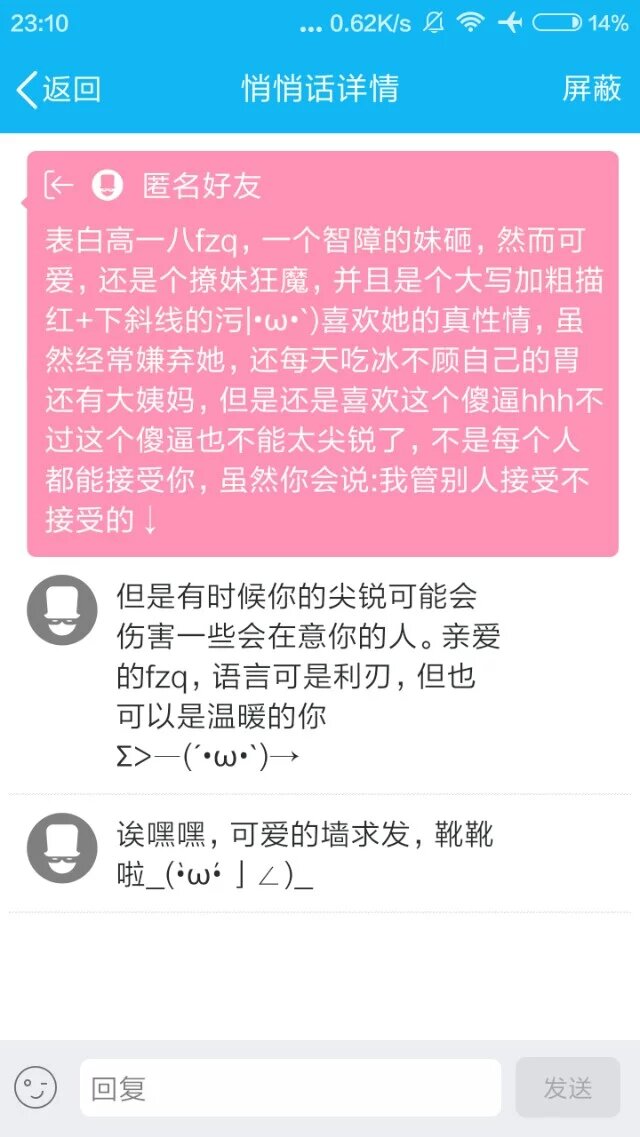 23:10
... 0.62K/s 14%
返回
悄悄话详情
屏蔽
匿名好友
表白高一八fzq，一个智障的妹砸，然而可
爱，还是个撩妹狂魔，并且是个大写加粗描
红+下斜线的污|•ω•`)喜欢她的真性情，虽
然经常嫌弃她，还每天吃冰不顾自己的胃
还有大姨妈，但是还是喜欢这个傻逼hhh不
过这个傻逼也不能太尖锐了，不是每个人
都能接受你，虽然你会说:我管别人接受不
接受的↓
但是有时候你的尖锐可能会
伤害一些会在意你的人。亲爱
的fzq，语言可是利刃，但也
可以是温暖的你
Σ>—(´•ω•`)→
诶嘿嘿，可爱的墙求发，靴靴
啦_(•̀ω•́ 」∠)_
回复
发送